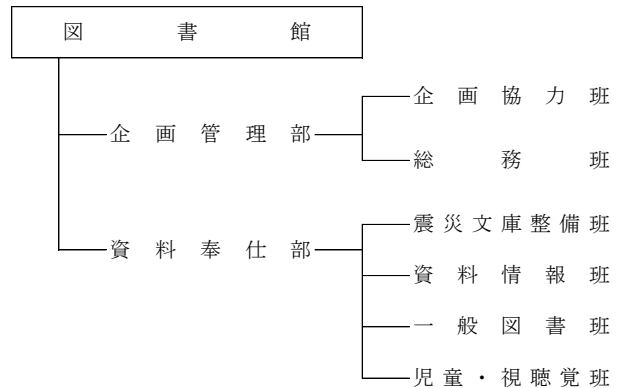 図書館
企画協力班
企画管理部
総務班
震災文庫整備班
資料奉仕部
資料情報班
一般図書班
児童・視聴覚班